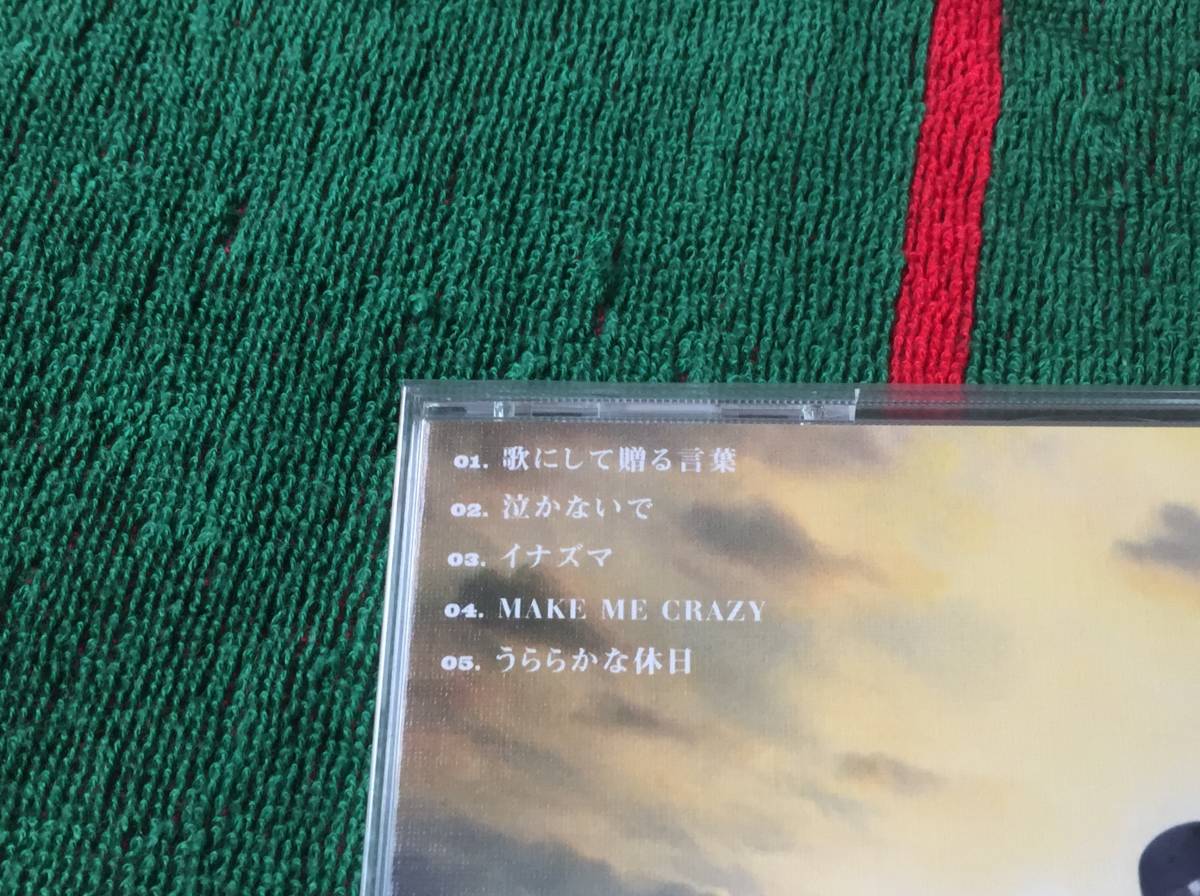 01. 歌にして贈る言葉
02. 泣かないで
03. イナズマ
04. MAKE ME CRAZY
05. うららかな休日